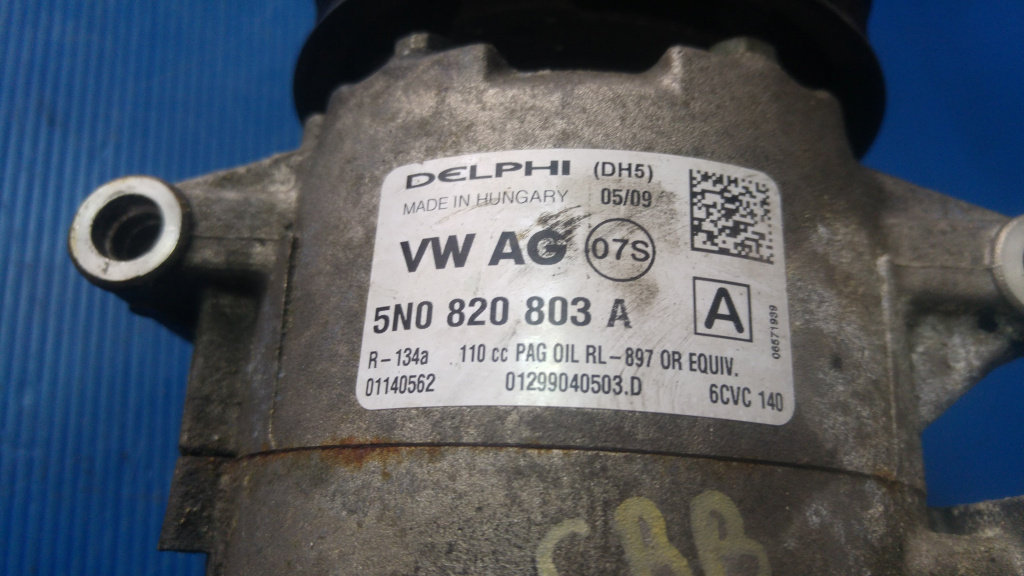 DELPHI (DH5)
MADE IN HUNGARY 05/09
VW AG 07S
5N0 820 803 A A
R-134a 110 cc PAG OIL RL-897 OR EQUIV.
01140562 01299040503.D 6CVC 140
06571939
CBB